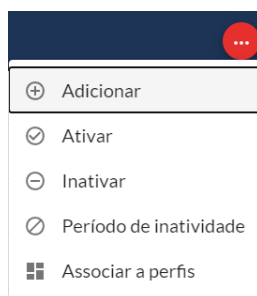 ...
Adicionar
Ativar
Inativar
Período de inatividade
Associar a perfis